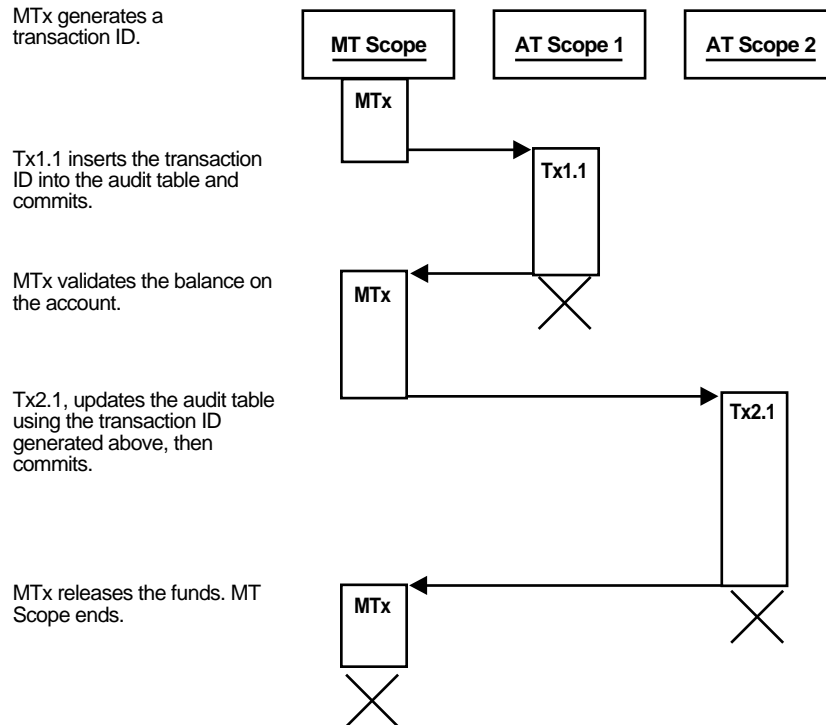 MTx generates a
transaction ID.
MT Scope
AT Scope 1
AT Scope 2
MTx
Tx1.1 inserts the transaction
ID into the audit table and
commits.
Tx1.1
MTx validates the balance on
the account.
MTx
Tx2.1, updates the audit table
using the transaction ID
generated above, then
commits.
Tx2.1
MTx releases the funds. MT
Scope ends.
MTx